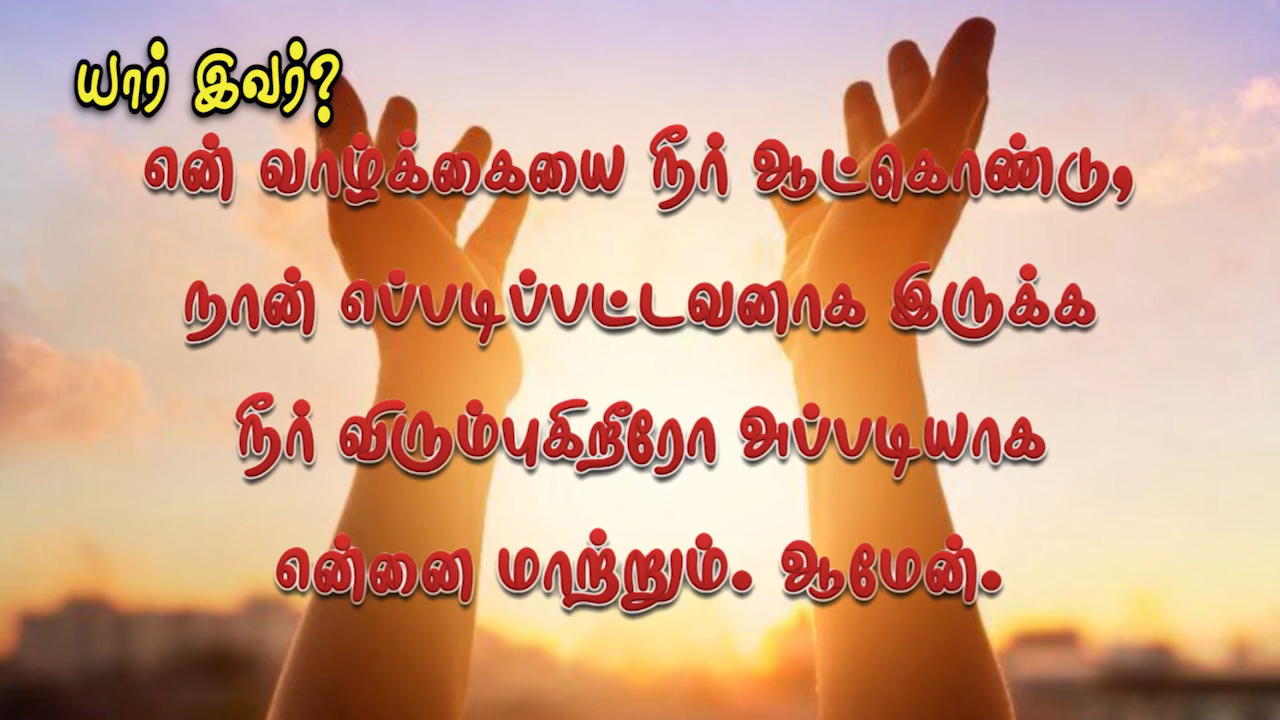 யார் இவர்?
என் வாழ்க்கையை நீர் ஆட்கொண்டு,
நான் எப்படிப்பட்டவனாக இருக்க
நீர் விரும்புகிறீரோ அப்படியாக
என்னை மாற்றும். ஆமேன்.